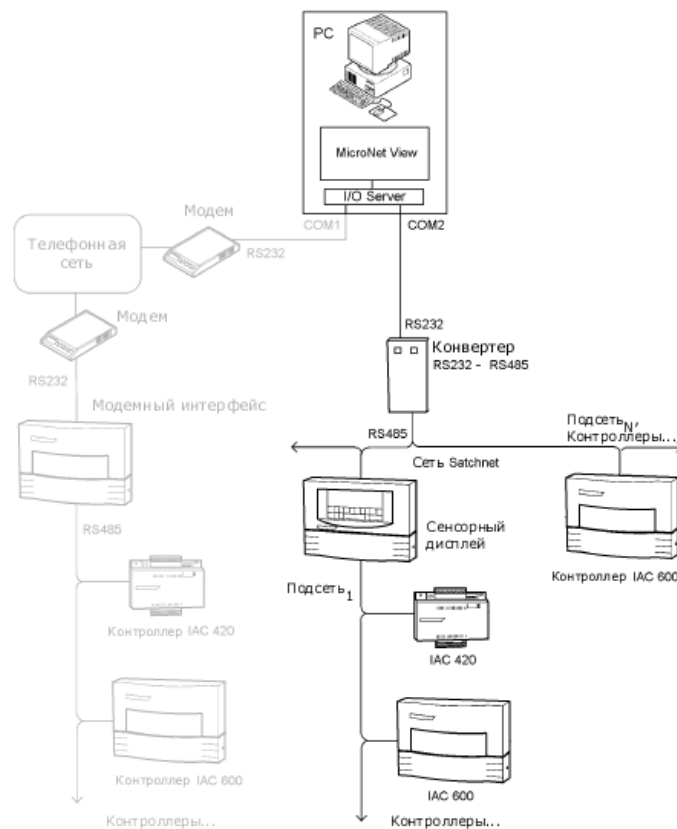 PC
MicroNet View
I/O Server
COM1
COM2
Модем
RS232
Телефонная
сеть
Модем
RS232
RS232
Конвертер
RS232 - RS485
Модемный интерфейс
RS485
Подсеть N,
Контроллеры...
Сеть Satchnet
RS485
Сенсорный
дисплей
Контроллер IAC 600
Подсеть 1
Контроллер IAC 420
IAC 420
Контроллер IAC 600
IAC 600
Контроллеры...
Контроллеры...